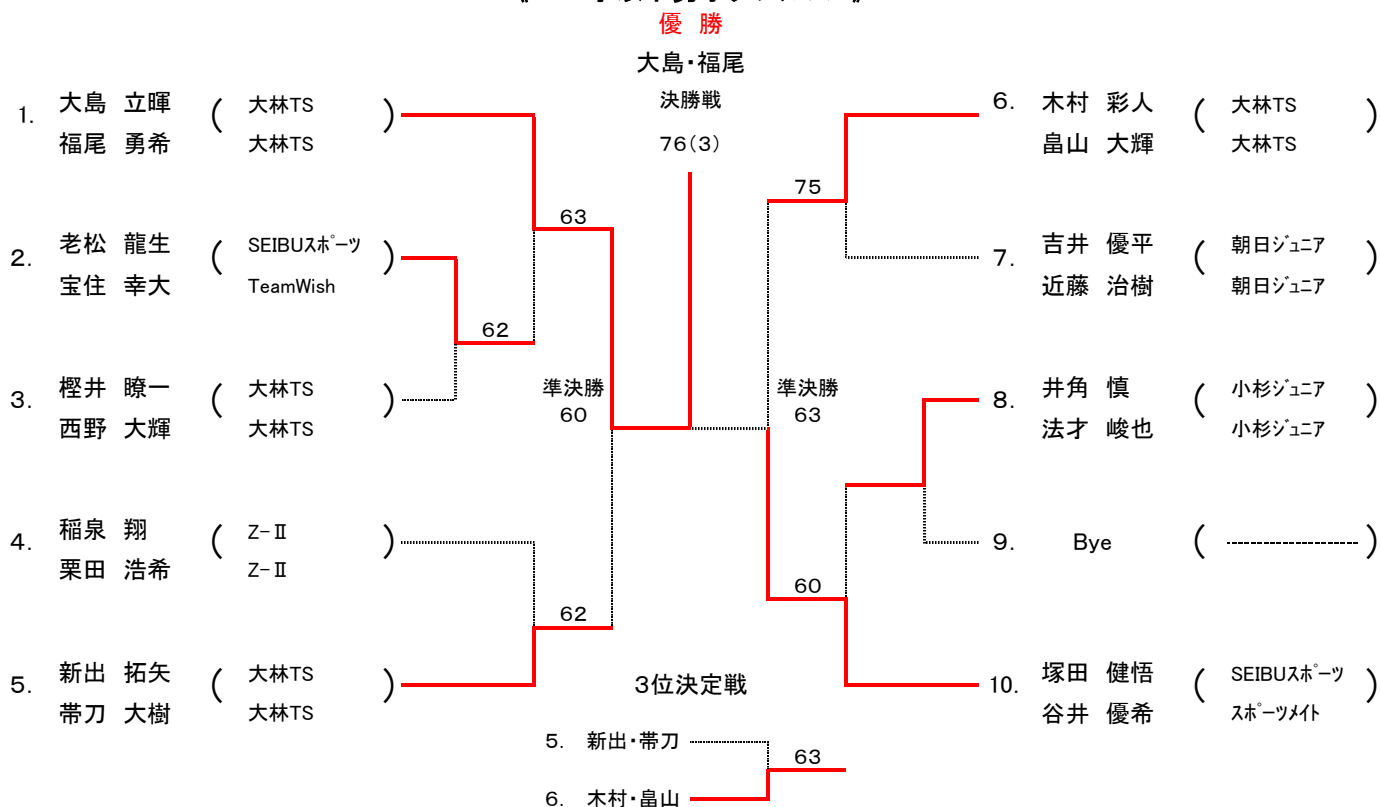 優 勝
大島・福尾
決勝戦
76(3)
1. 大島 立暉 ( 大林TS )
福尾 勇希 大林TS
2. 老松 龍生 ( SEIBUスポーツ )
宝住 幸大 TeamWish
3. 樫井 瞭一 ( 大林TS )
西野 大輝 大林TS
4. 稲泉 翔 ( Z-Ⅱ )
栗田 浩希 Z-Ⅱ
5. 新出 拓矢 ( 大林TS )
帯刀 大樹 大林TS
63
62
準決勝
60
62
75
準決勝
63
60
6. 木村 彩人 ( 大林TS )
畠山 大輝 大林TS
7. 吉井 優平 ( 朝日ジュニア )
近藤 治樹 朝日ジュニア
8. 井角 慎 ( 小杉ジュニア )
法才 峻也 小杉ジュニア
9. Bye ( ---------------- )
10. 塚田 健悟 ( SEIBUスポーツ )
谷井 優希 スポーツメイト
3位決定戦
5. 新出・帯刀
63
6. 木村・畠山